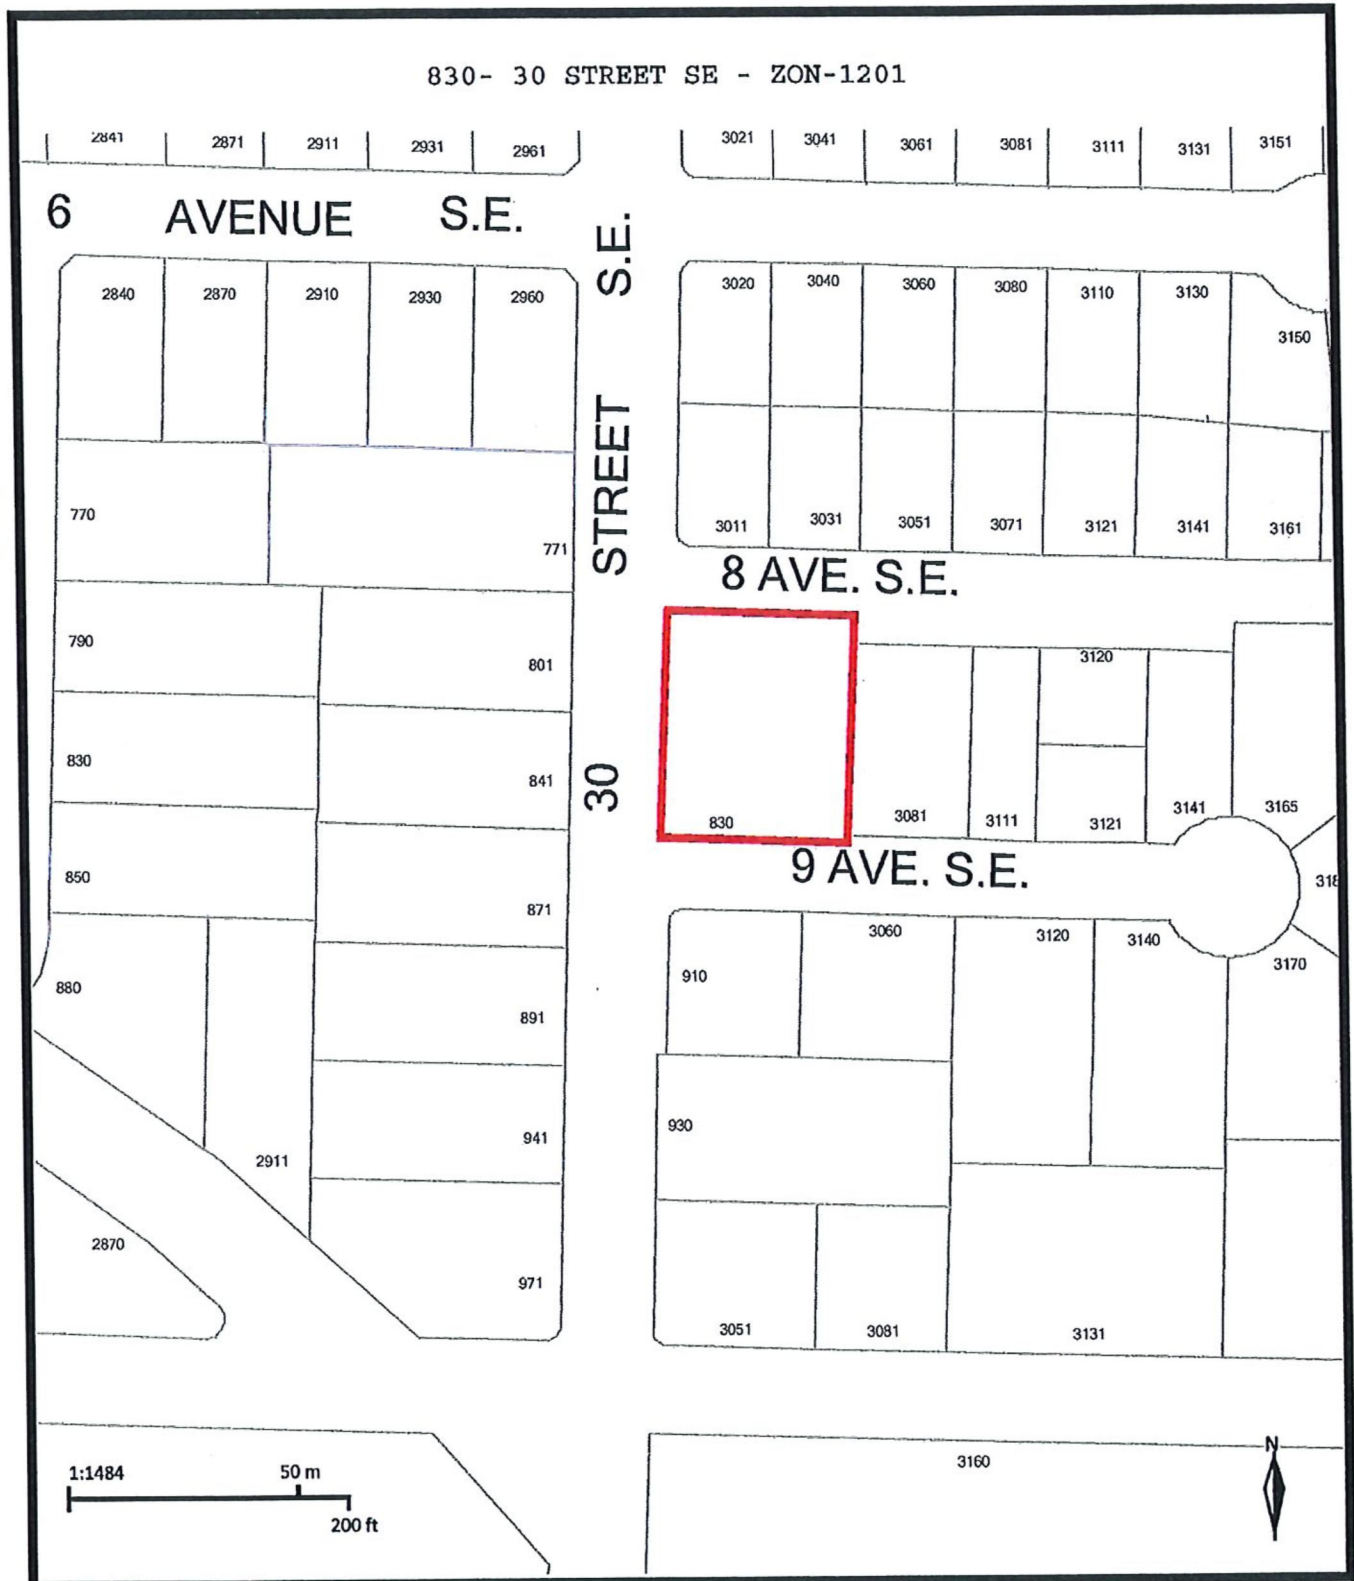 830- 30 STREET SE - ZON-1201
2841 2871 2911 2931 2961 3021 3041 3061 3081 3111 3131 3151
6 AVENUE S.E.
30 STREET S.E.
2840 2870 2910 2930 2960 3020 3040 3060 3080 3110 3130
3150
770 771 3011 3031 3051 3071 3121 3141 3161
8 AVE. S.E.
790 801 3120
830 841 830 3081 3111 3121 3141 3165
9 AVE. S.E.
850 871 3060 3120 3140
880 891 910 3170
941 930
2911
2870 971
3051 3081 3131
3160
N
1:1484 50 m
200 ft